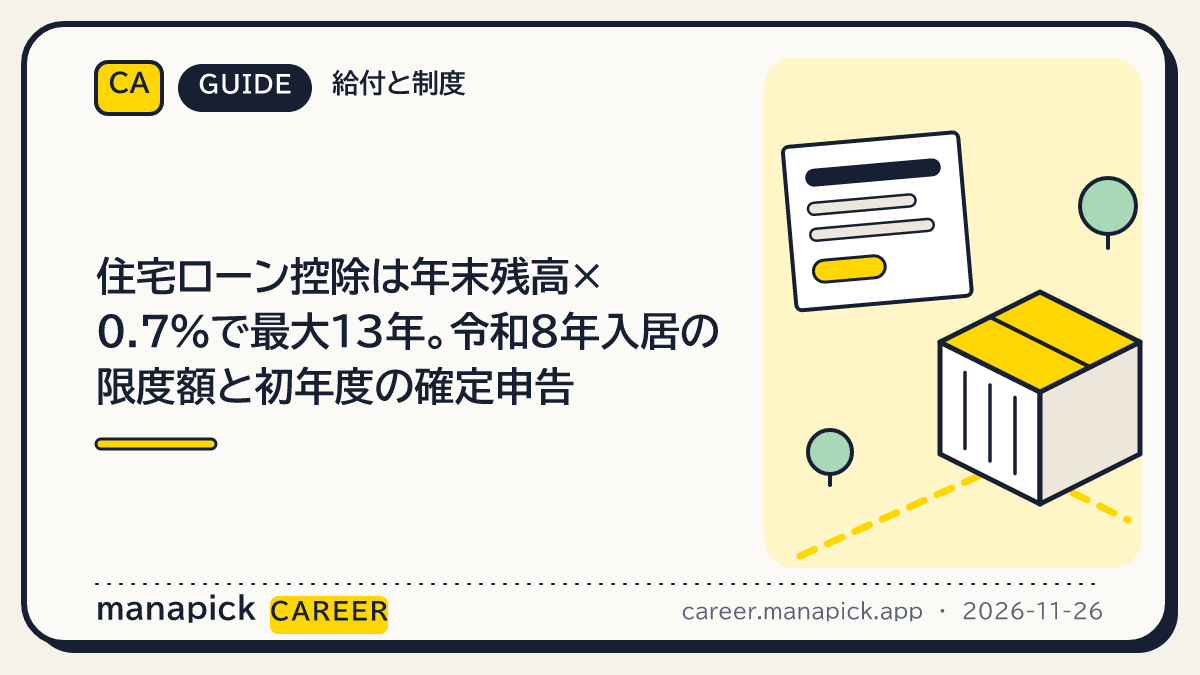 CA GUIDE 給付と制度
住宅ローン控除は年末残高×
0.7%で最大13年。令和8年入居の
限度額と初年度の確定申告
manapick CAREER career.manapick.app ・ 2026-11-26